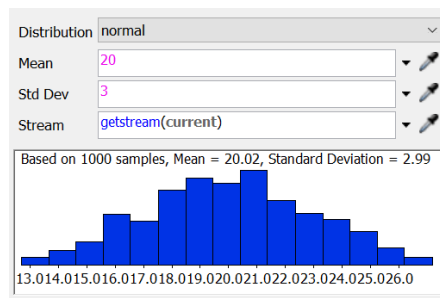 Distribution normal
Mean 20
Std Dev 3
Stream getstream(current)
Based on 1000 samples, Mean = 20.02, Standard Deviation = 2.99
13.014.015.016.017.018.019.020.021.022.023.024.025.026.0